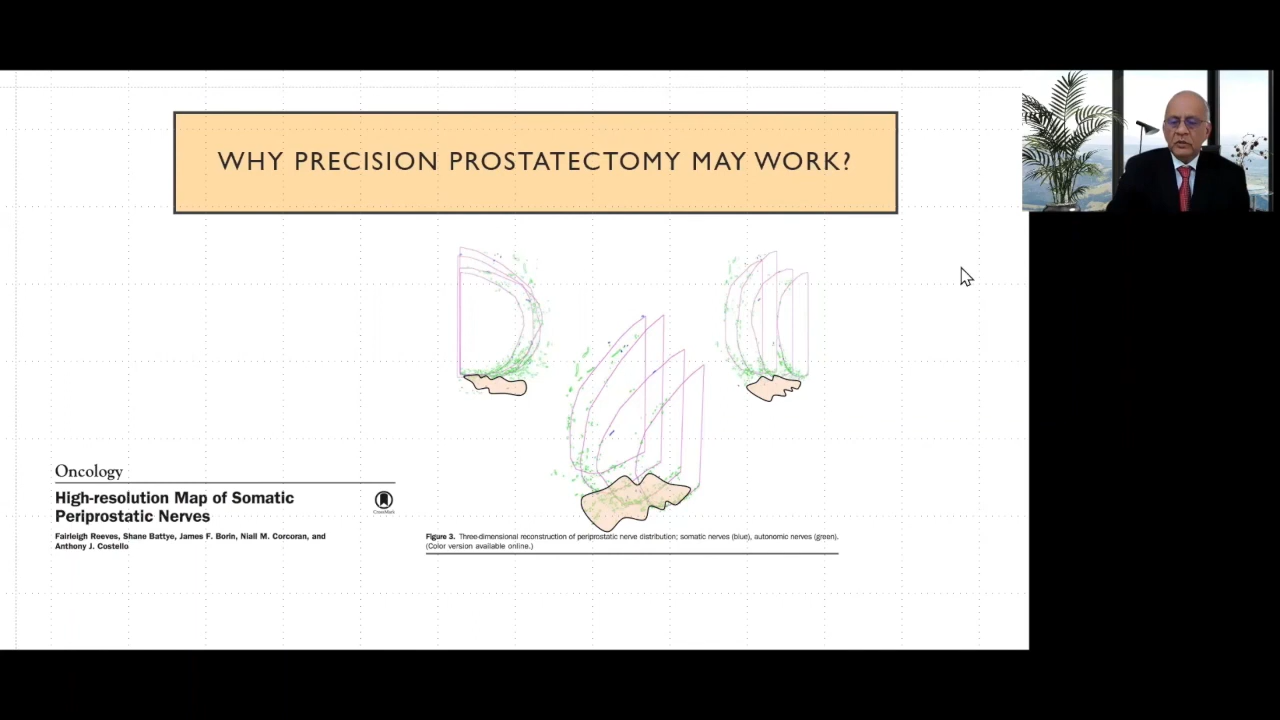 WHY PRECISION PROSTATECTOMY MAY WORK?
Oncology
High-resolution Map of Somatic
Periprostatic Nerves
CrossMark
Fairleigh Reeves, Shane Battye, James F. Borin, Niall M. Corcoran, and
Anthony J. Costello
Figure 3. Three-dimensional reconstruction of periprostatic nerve distribution; somatic nerves (blue), autonomic nerves (green).
(Color version available online.)